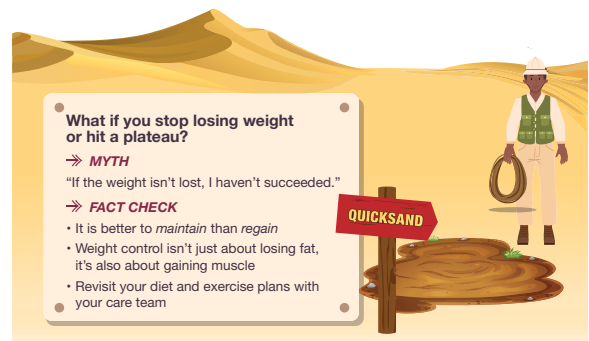 What if you stop losing weight
or hit a plateau?
MYTH
“If the weight isn’t lost, I haven’t succeeded.”
FACT CHECK
• It is better to maintain than regain
• Weight control isn’t just about losing fat,
it’s also about gaining muscle
• Revisit your diet and exercise plans with
your care team
QUICKSAND